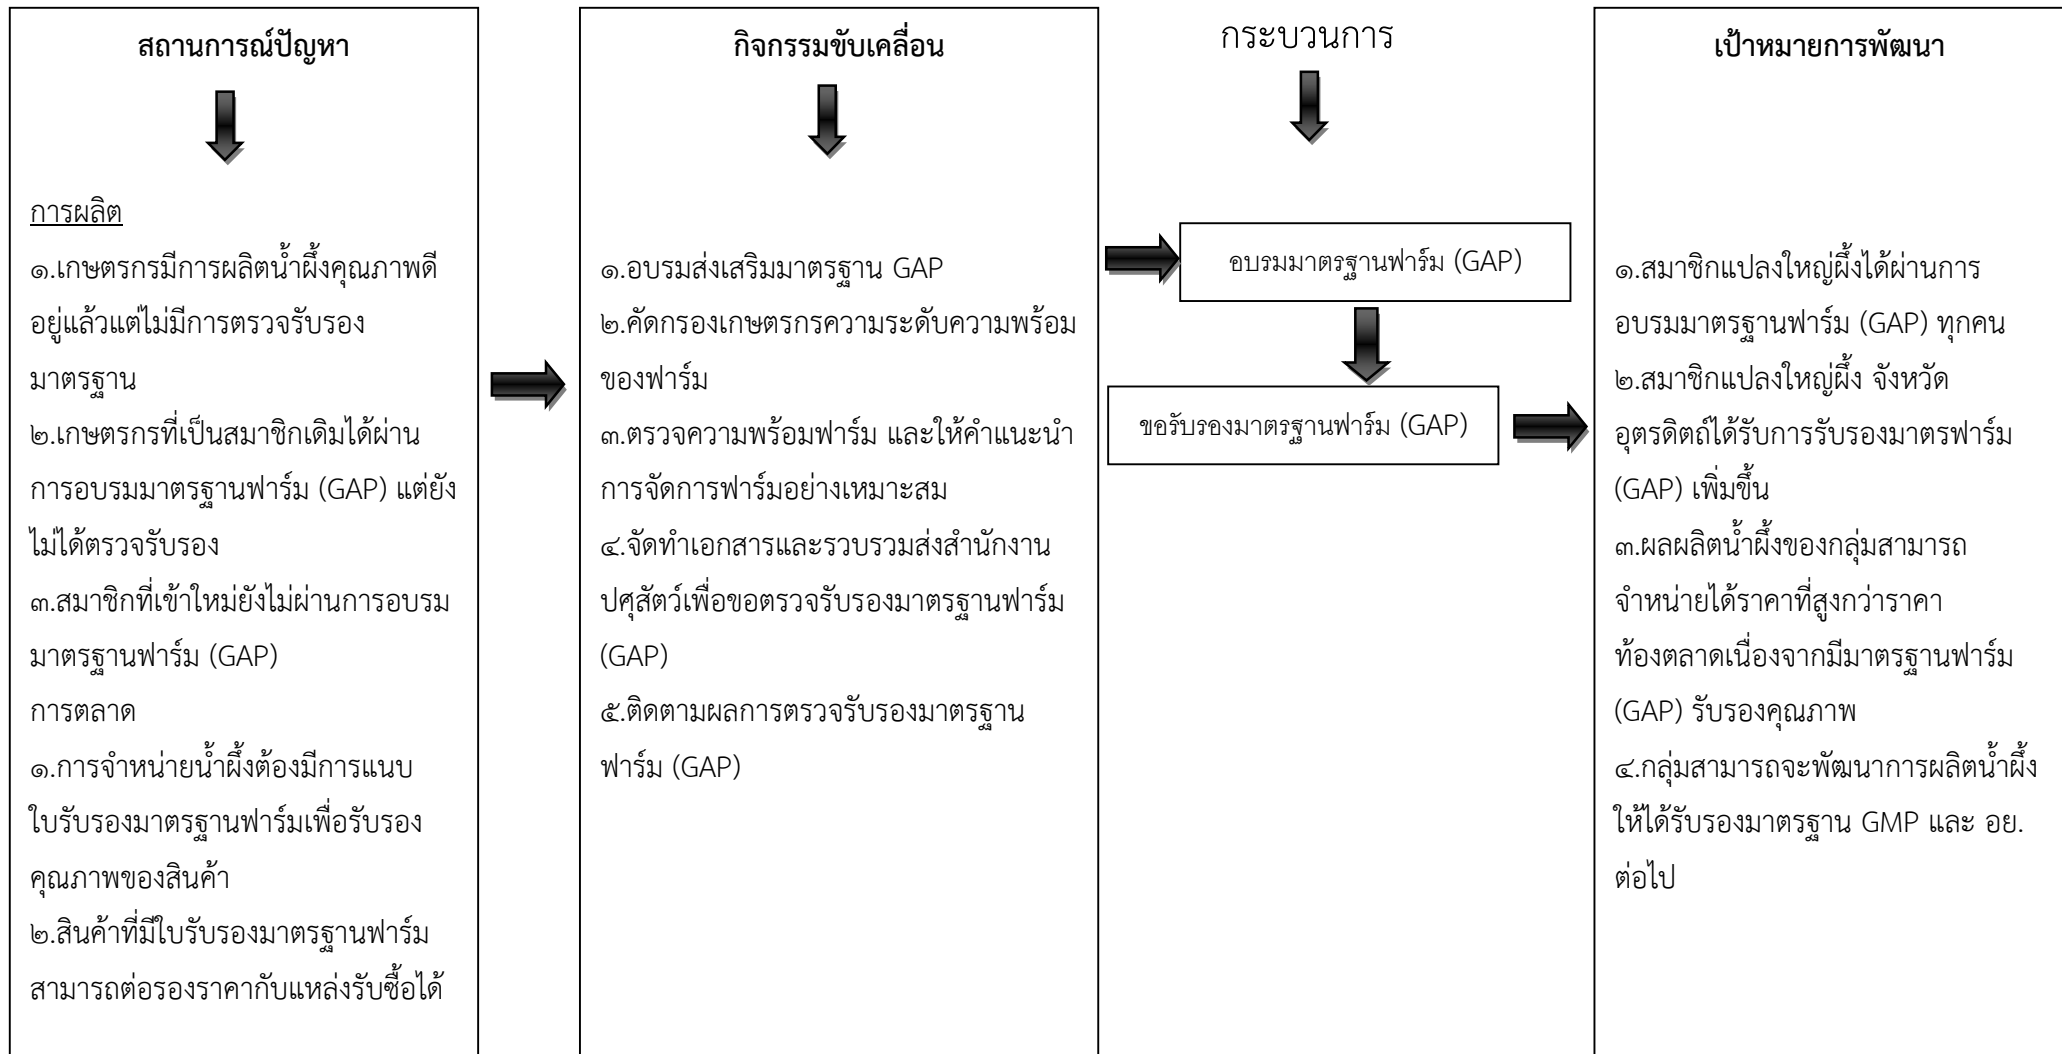 สถานการณ์ปัญหา
การผลิต
๑.เกษตรกรมีการผลิตน้ำผึ้งคุณภาพดี
อยู่แล้วแต่ไม่มีการตรวจรับรอง
มาตรฐาน
๒.เกษตรกรที่เป็นสมาชิกเดิมได้ผ่าน
การอบรมมาตรฐานฟาร์ม (GAP) แต่ยัง
ไม่ได้ตรวจรับรอง
๓.สมาชิกที่เข้าใหม่ยังไม่ผ่านการอบรม
มาตรฐานฟาร์ม (GAP)
การตลาด
๑.การจำหน่ายน้ำผึ้งต้องมีการแนบ
ใบรับรองมาตรฐานฟาร์มเพื่อรับรอง
คุณภาพของสินค้า
๒.สินค้าที่มีใบรับรองมาตรฐานฟาร์ม
สามารถต่อรองราคากับแหล่งรับซื้อได้
กิจกรรมขับเคลื่อน
๑.อบรมส่งเสริมมาตรฐาน GAP
๒.คัดกรองเกษตรกรความระดับความพร้อม
ของฟาร์ม
๓.ตรวจความพร้อมฟาร์ม และให้คำแนะนำ
การจัดการฟาร์มอย่างเหมาะสม
๔.จัดทำเอกสารและรวบรวมส่งสำนักงาน
ปศุสัตว์เพื่อขอตรวจรับรองมาตรฐานฟาร์ม
(GAP)
๕.ติดตามผลการตรวจรับรองมาตรฐาน
ฟาร์ม (GAP)
กระบวนการ
อบรมมาตรฐานฟาร์ม (GAP)
ขอรับรองมาตรฐานฟาร์ม (GAP)
เป้าหมายการพัฒนา
๑.สมาชิกแปลงใหญ่ผึ้งได้ผ่านการ
อบรมมาตรฐานฟาร์ม (GAP) ทุกคน
๒.สมาชิกแปลงใหญ่ผึ้ง จังหวัด
อุตรดิตถ์ได้รับการรับรองมาตรฟาร์ม
(GAP) เพิ่มขึ้น
๓.ผลผลิตน้ำผึ้งของกลุ่มสามารถ
จำหน่ายได้ราคาที่สูงกว่าราคา
ท้องตลาดเนื่องจากมีมาตรฐานฟาร์ม
(GAP) รับรองคุณภาพ
๔.กลุ่มสามารถจะพัฒนาการผลิตน้ำผึ้ง
ให้ได้รับรองมาตรฐาน GMP และ อย.
ต่อไป